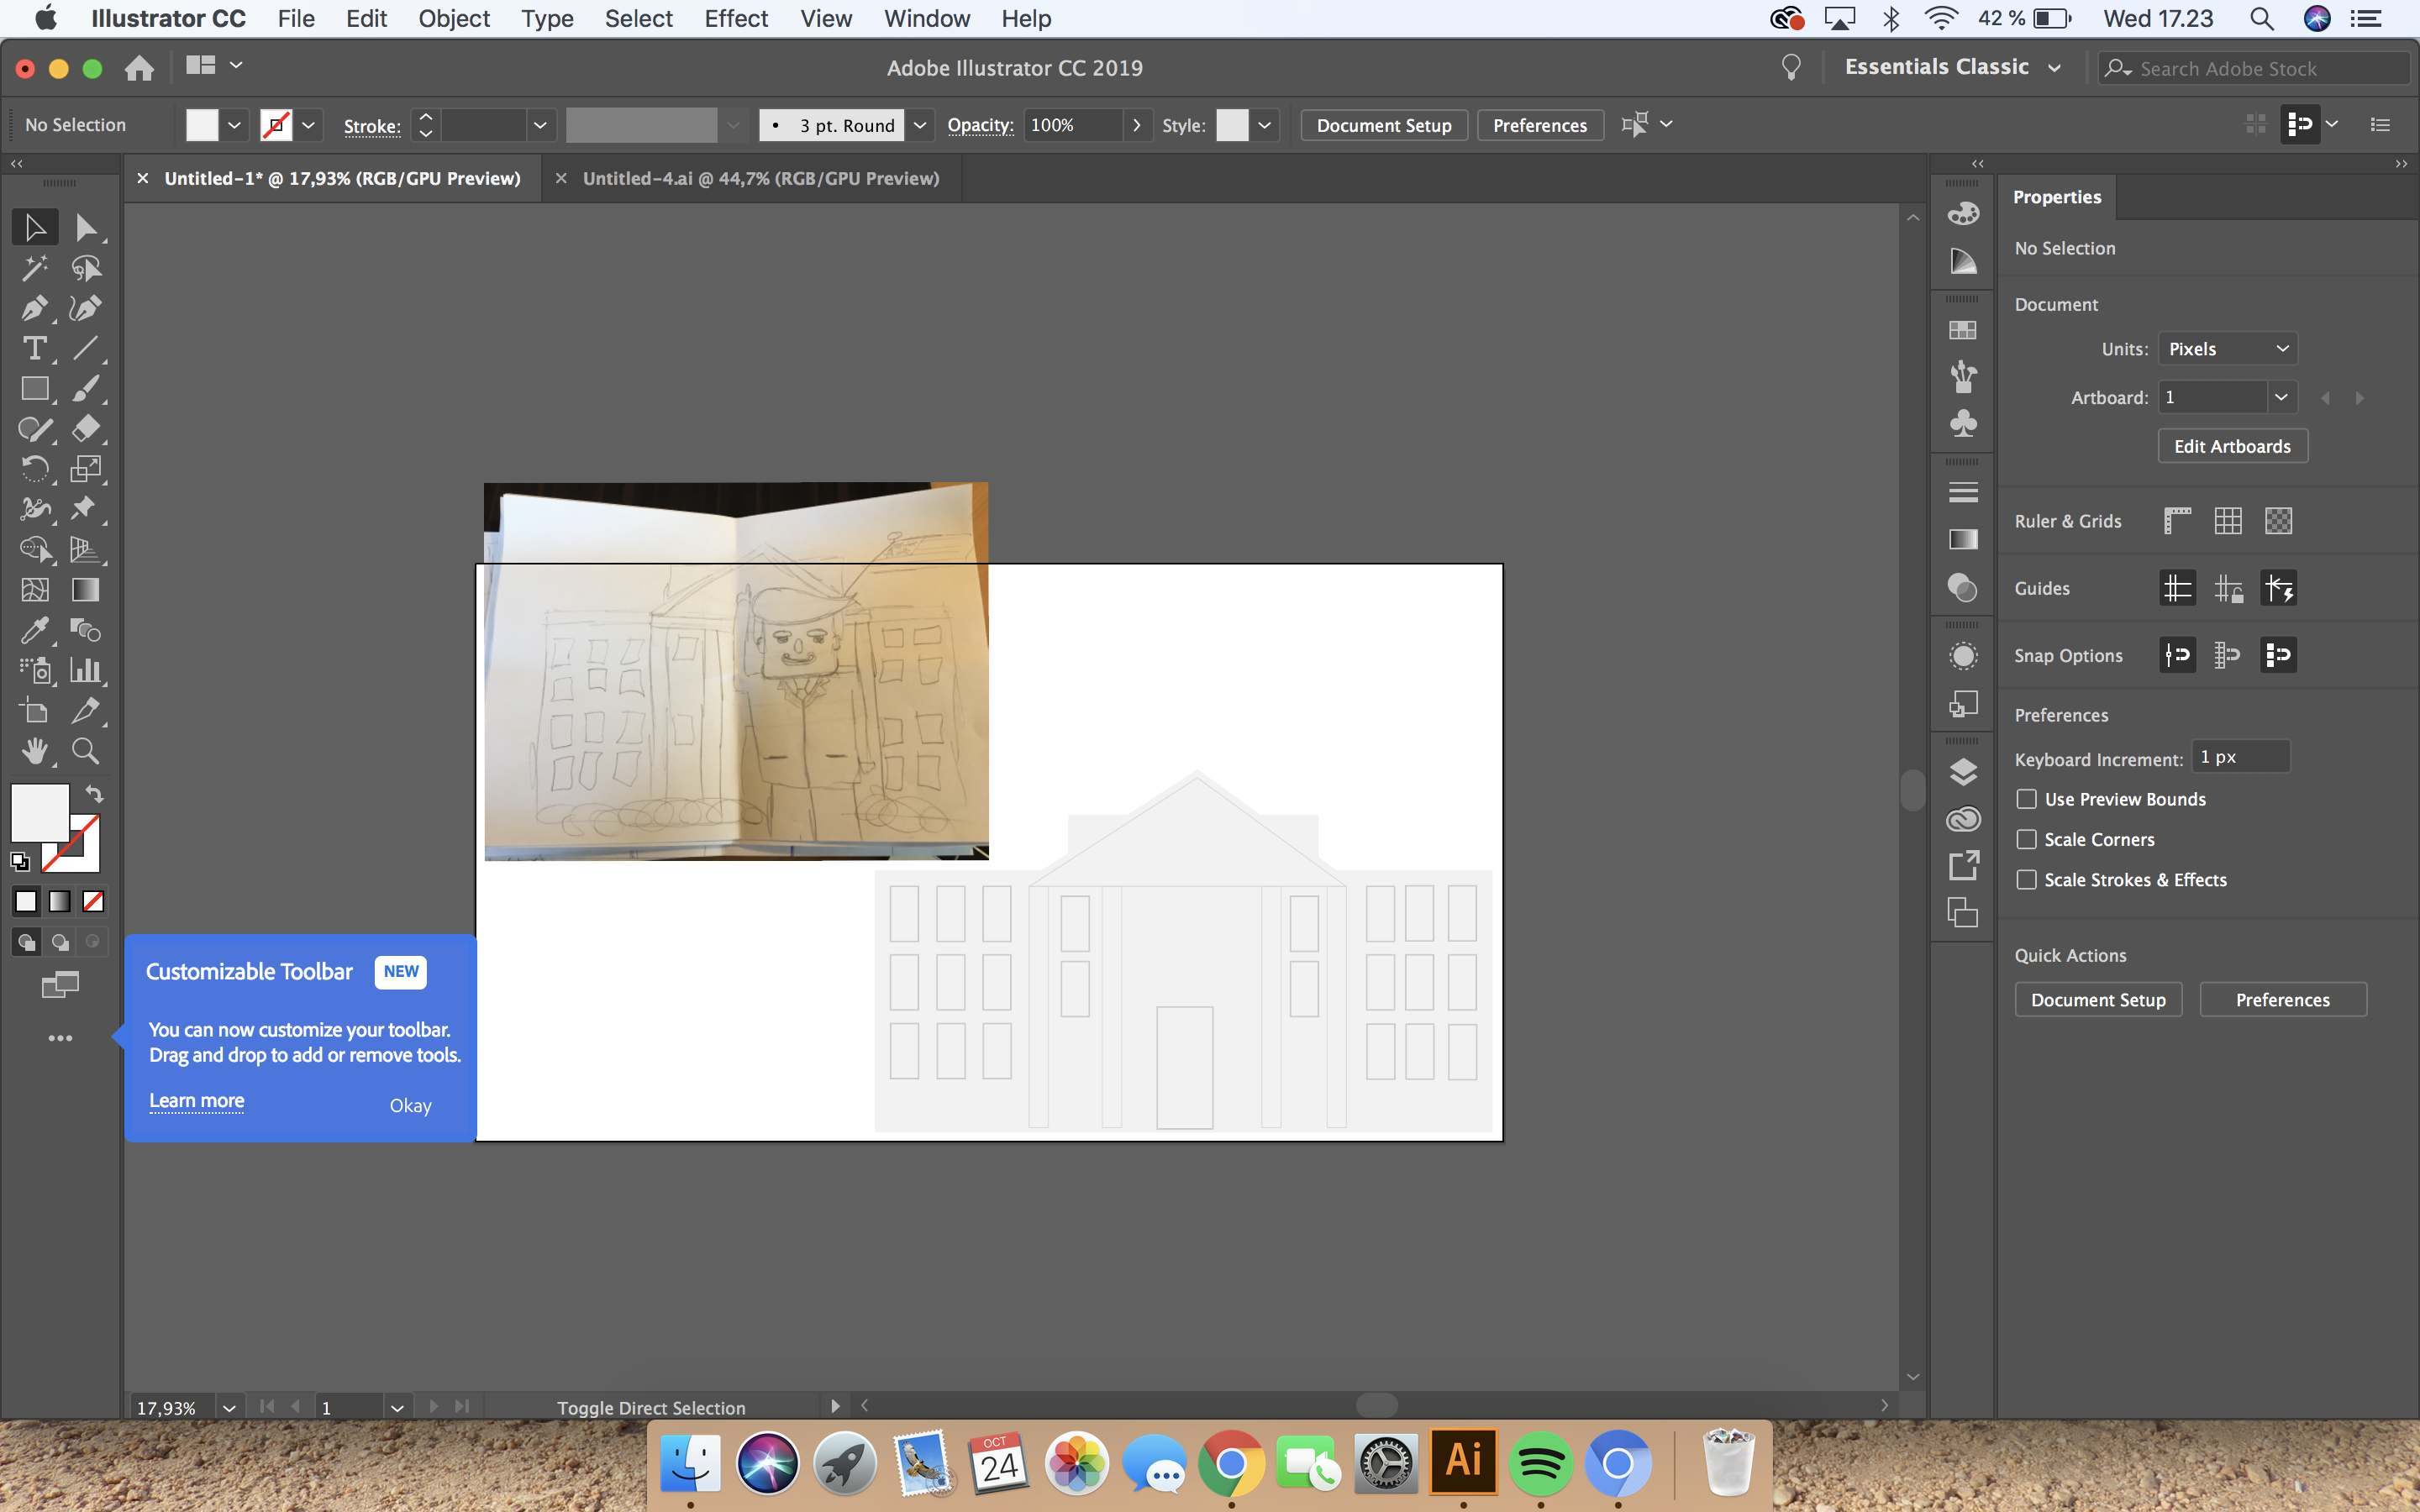 Illustrator CC File Edit Object Type Select Effect View Window Help 42 % Wed 17.23
Adobe Illustrator CC 2019 Essentials Classic Search Adobe Stock
No Selection Stroke: 3 pt. Round Opacity: 100% Style: Document Setup Preferences
Untitled-1* @ 17,93% (RGB/GPU Preview) Untitled-4.ai @ 44,7% (RGB/GPU Preview)
Properties
No Selection
Document
Units: Pixels
Artboard: 1
Edit Artboards
Ruler & Grids
Guides
Snap Options
Preferences
Keyboard Increment: 1 px
Use Preview Bounds
Scale Corners
Scale Strokes & Effects
Quick Actions
Document Setup Preferences
Customizable Toolbar NEW
You can now customize your toolbar.
Drag and drop to add or remove tools.
Learn more Okay
17,93% 1 Toggle Direct Selection
OCT
24
Ai